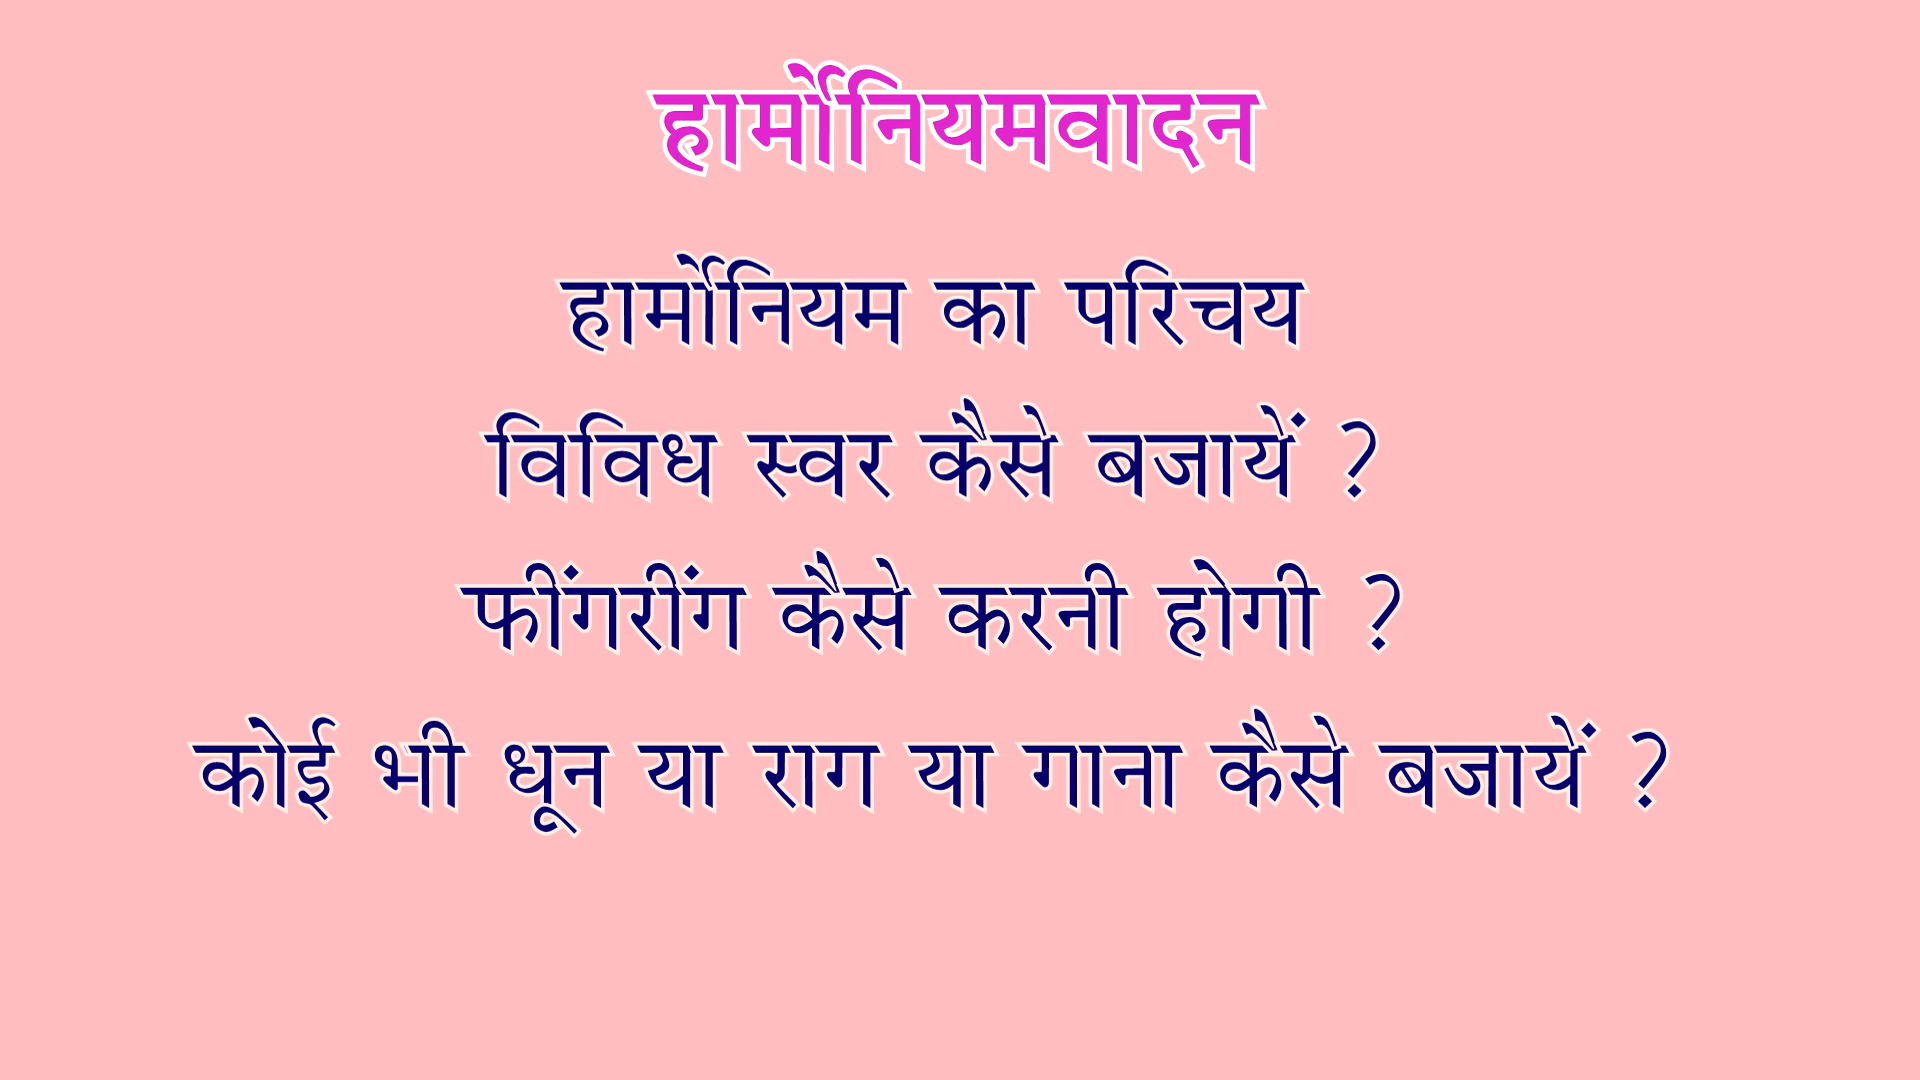 हार्मोनियमवादन
हार्मोनियम का परिचय
विविध स्वर कैसे बजायें ?
फींगरींग कैसे करनी होगी ?
कोई भी धून या राग या गाना कैसे बजायें ?